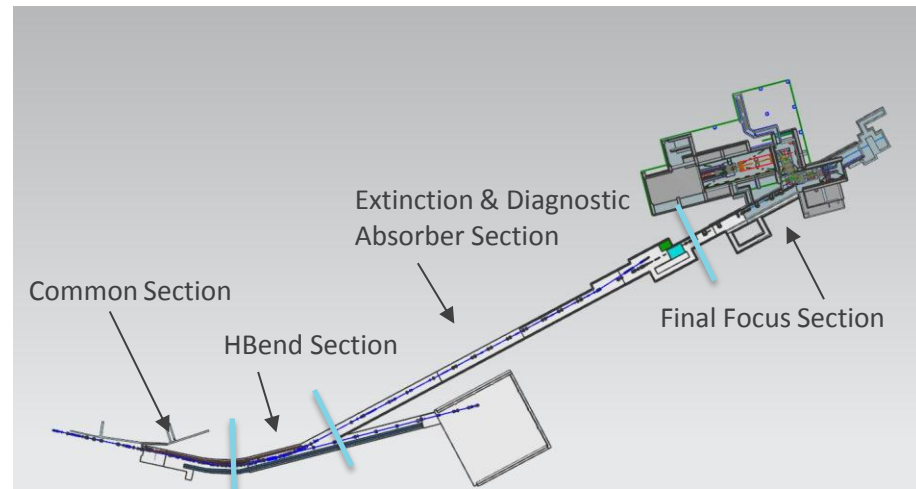 Extinction & Diagnostic
Absorber Section
Common Section
HBend Section
Final Focus Section